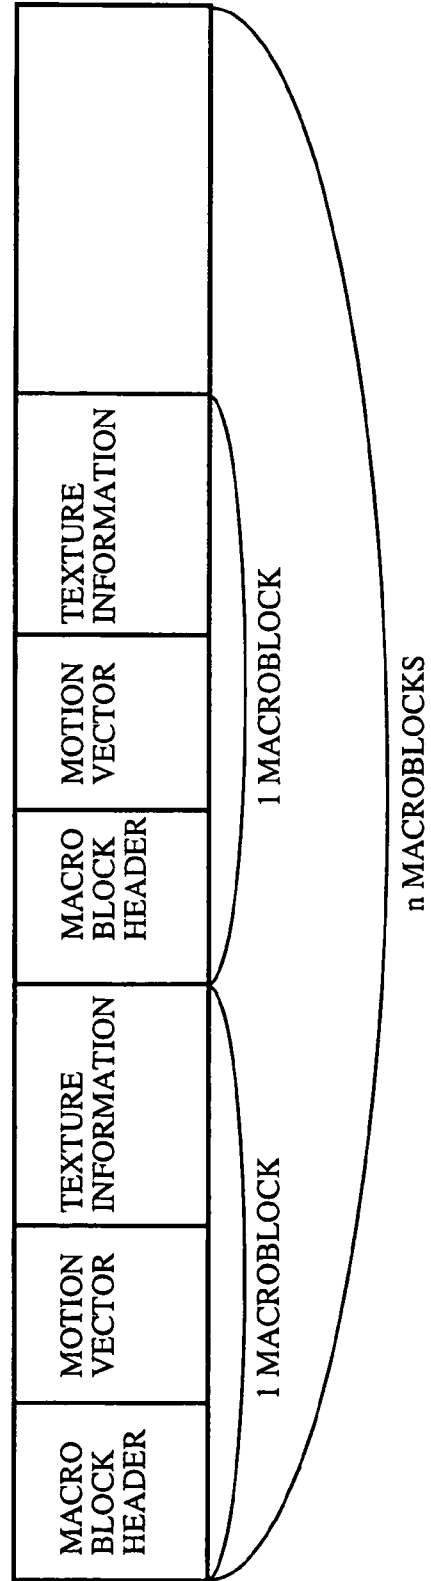 MACRO
BLOCK
HEADER
MOTION
VECTOR
TEXTURE
INFORMATION
MACRO
BLOCK
HEADER
MOTION
VECTOR
TEXTURE
INFORMATION
1 MACROBLOCK
1 MACROBLOCK
n MACROBLOCKS